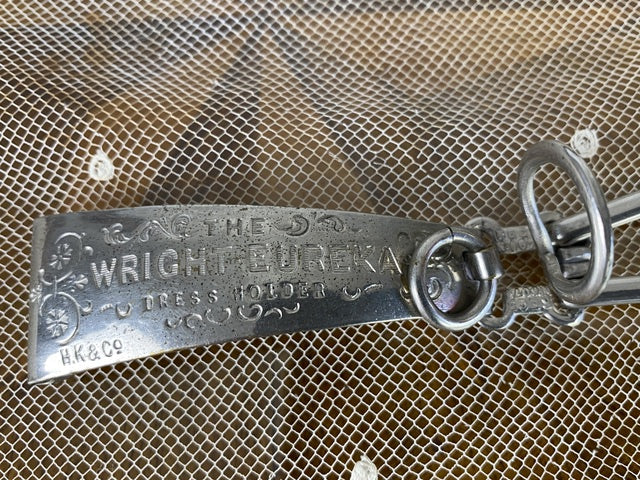 THE
WRIGHT-EUREKA
DRESS HOLDER
H.K & Co